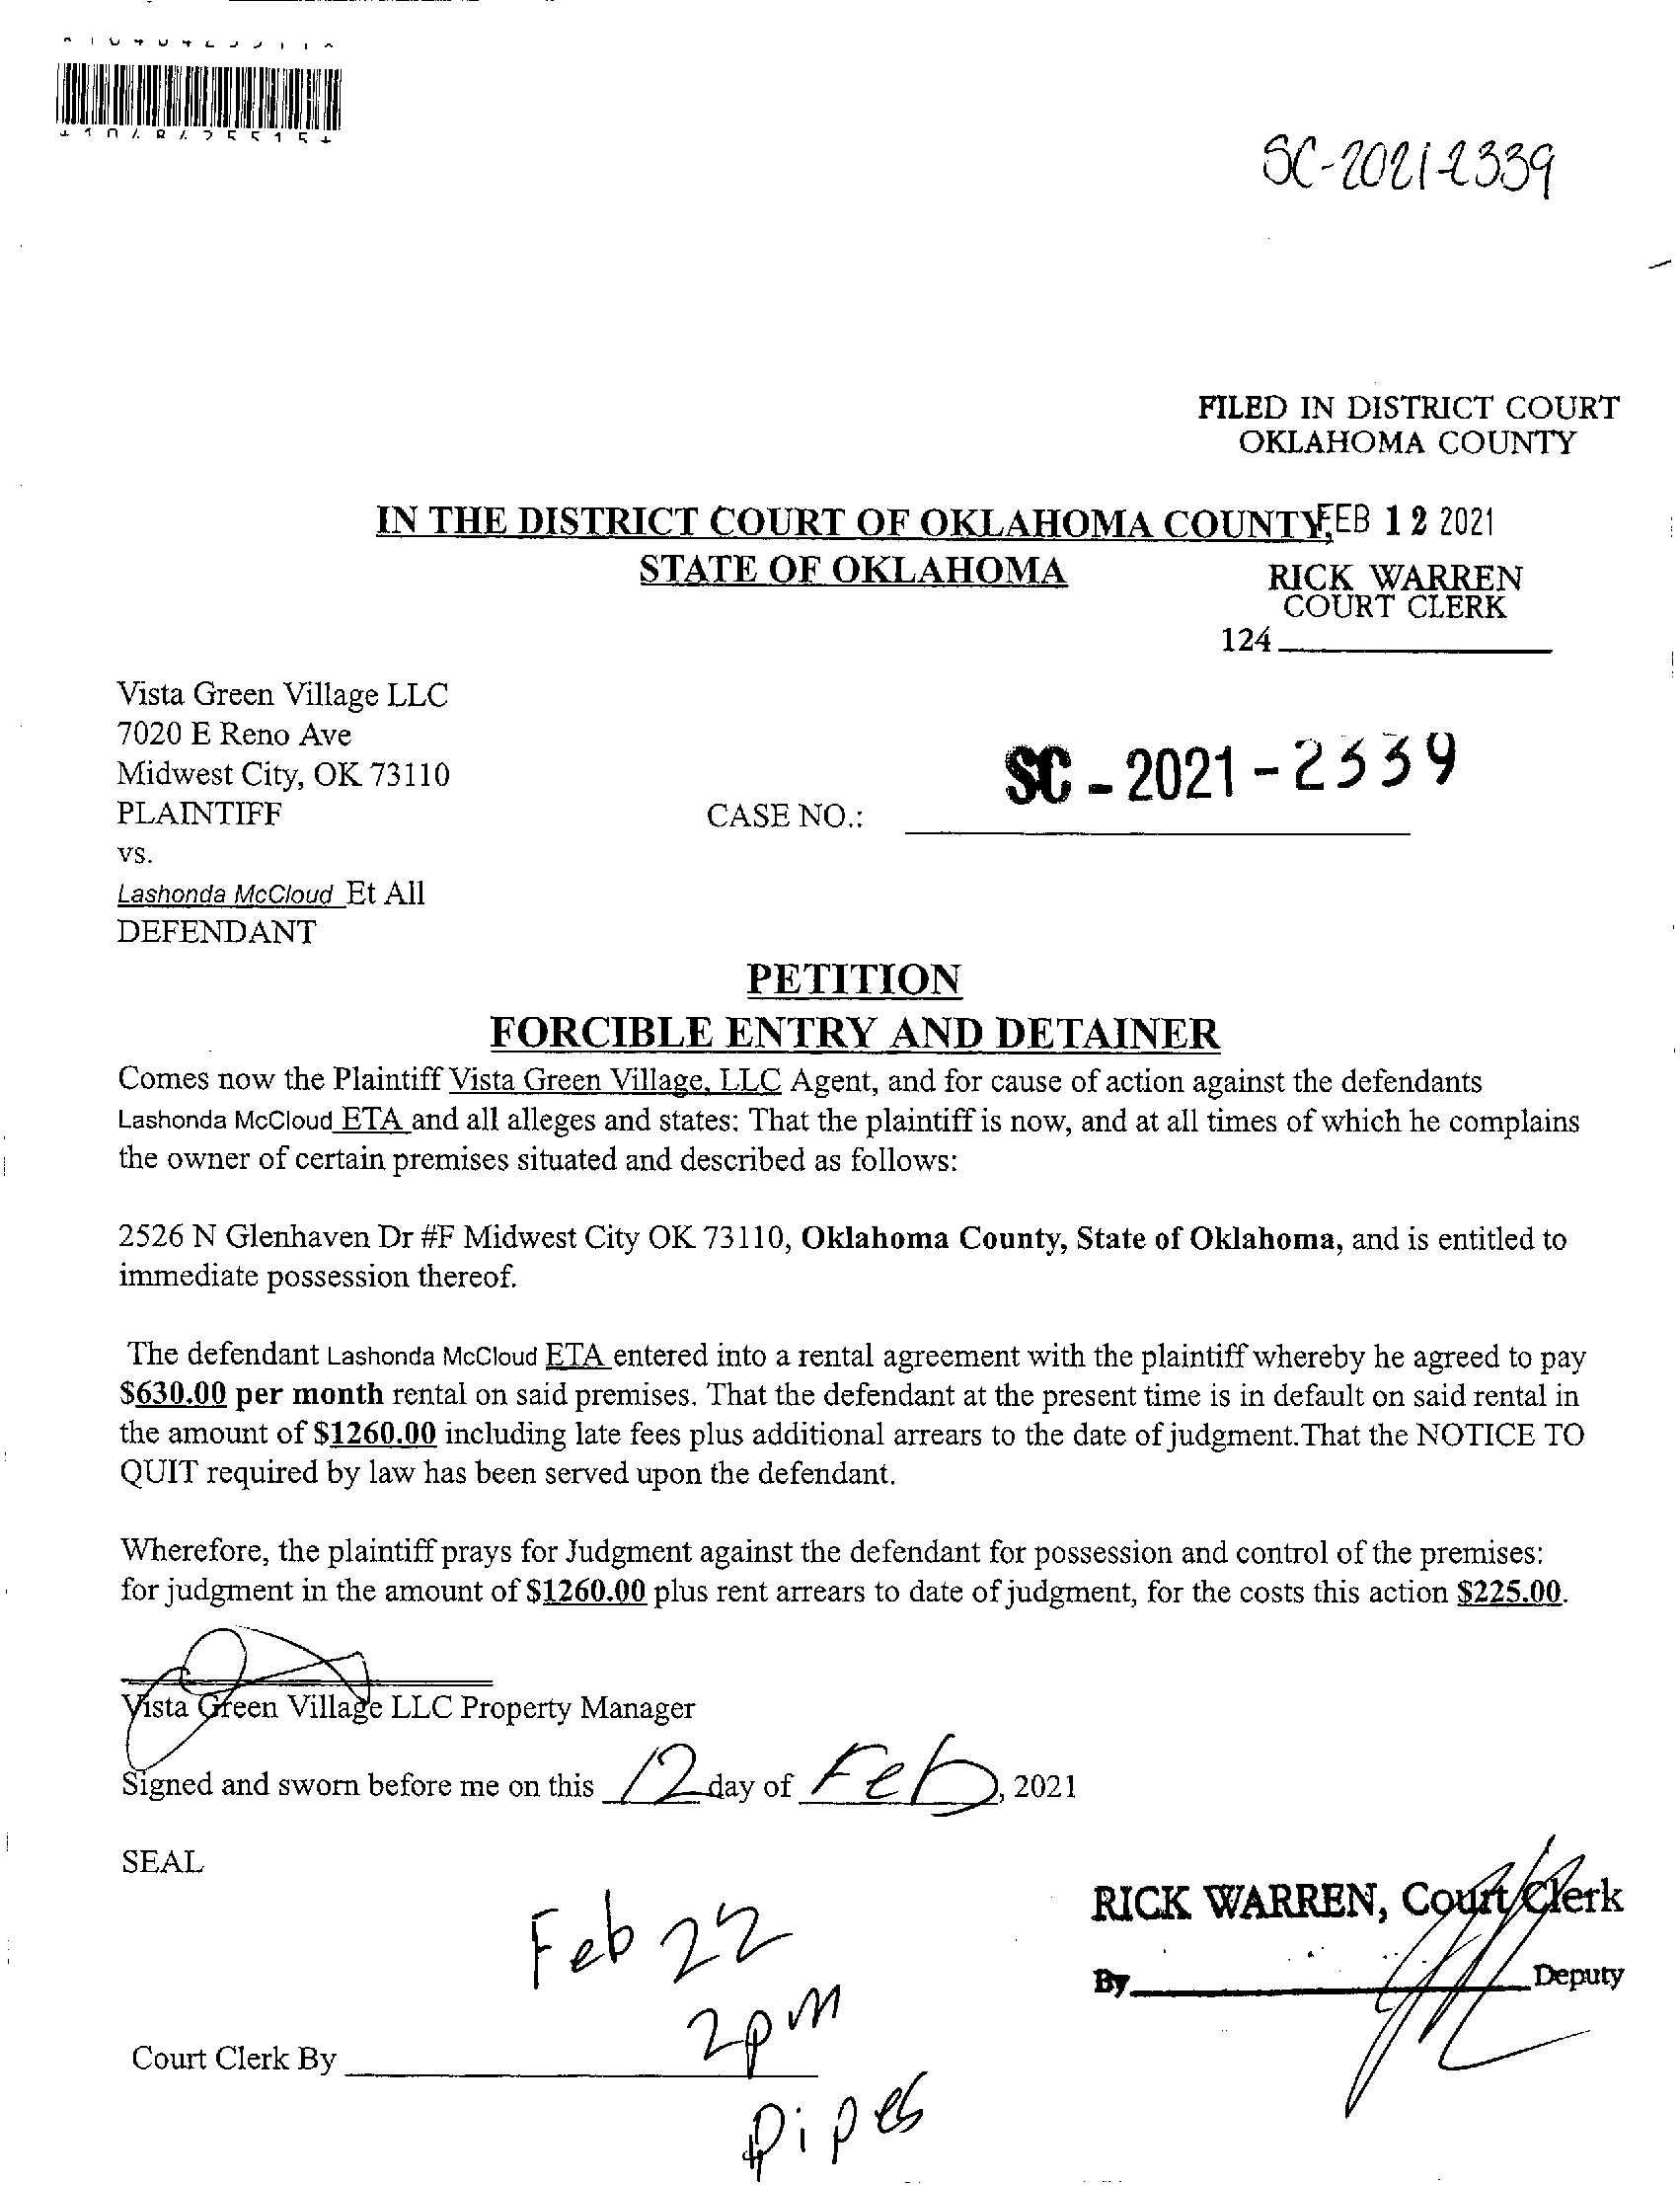 SC-2021-2339
FILED IN DISTRICT COURT
OKLAHOMA COUNTY
IN THE DISTRICT COURT OF OKLAHOMA COUNTY, FEB 12 2021
STATE OF OKLAHOMA
RICK WARREN
COURT CLERK
124
Vista Green Village LLC
7020 E Reno Ave
Midwest City, OK 73110
PLAINTIFF
CASE NO.: SC - 2021 - 2339
vs.
Lashonda McCloud Et All
DEFENDANT
PETITION
FORCIBLE ENTRY AND DETAINER
Comes now the Plaintiff Vista Green Village, LLC Agent, and for cause of action against the defendants
Lashonda McCloud ETA and all alleges and states: That the plaintiff is now, and at all times of which he complains
the owner of certain premises situated and described as follows:
2526 N Glenhaven Dr #F Midwest City OK 73110, Oklahoma County, State of Oklahoma, and is entitled to
immediate possession thereof.
The defendant Lashonda McCloud ETA entered into a rental agreement with the plaintiff whereby he agreed to pay
$630.00 per month rental on said premises. That the defendant at the present time is in default on said rental in
the amount of $1260.00 including late fees plus additional arrears to the date of judgment.That the NOTICE TO
QUIT required by law has been served upon the defendant.
Wherefore, the plaintiff prays for Judgment against the defendant for possession and control of the premises:
for judgment in the amount of $1260.00 plus rent arrears to date of judgment, for the costs this action $225.00.
Vista Green Village LLC Property Manager
Signed and sworn before me on this 12 day of Feb, 2021
SEAL
RICK WARREN, Court Clerk
Feb 22
By Deputy
2pm
Court Clerk By
Pipes